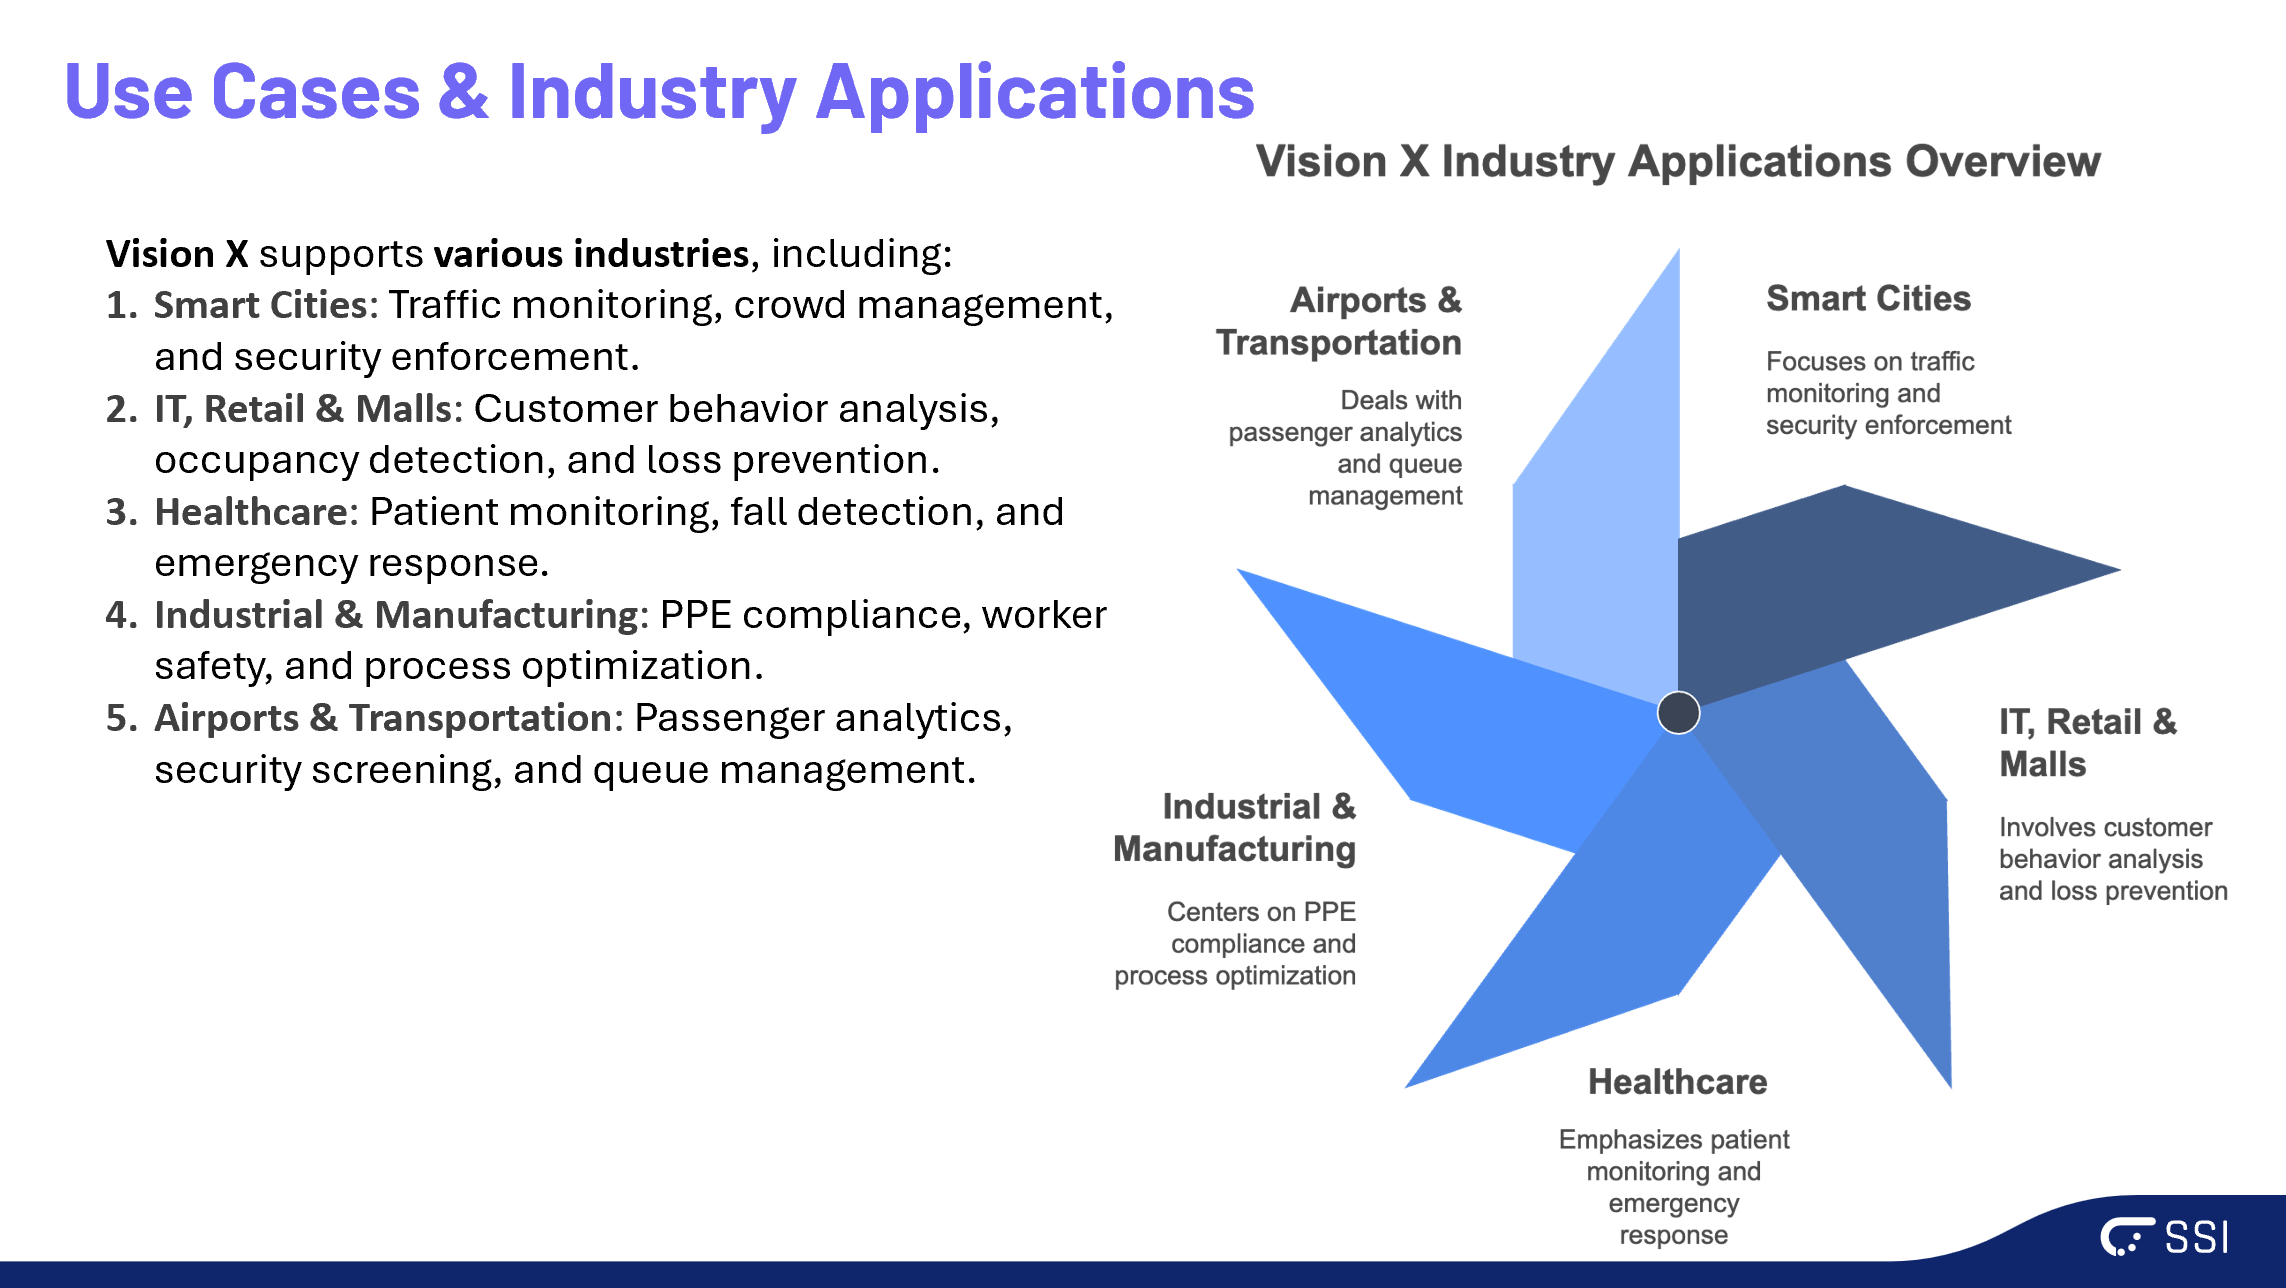 Use Cases & Industry Applications
Vision X supports various industries, including:
1. Smart Cities: Traffic monitoring, crowd management,
and security enforcement.
2. IT, Retail & Malls: Customer behavior analysis,
occupancy detection, and loss prevention.
3. Healthcare: Patient monitoring, fall detection, and
emergency response.
4. Industrial & Manufacturing: PPE compliance, worker
safety, and process optimization.
5. Airports & Transportation: Passenger analytics,
security screening, and queue management.
Vision X Industry Applications Overview
Airports &
Transportation
Deals with
passenger analytics
and queue
management
Smart Cities
Focuses on traffic
monitoring and
security enforcement
IT, Retail &
Malls
Involves customer
behavior analysis
and loss prevention
Industrial &
Manufacturing
Centers on PPE
compliance and
process optimization
Healthcare
Emphasizes patient
monitoring and
emergency
response
SSI